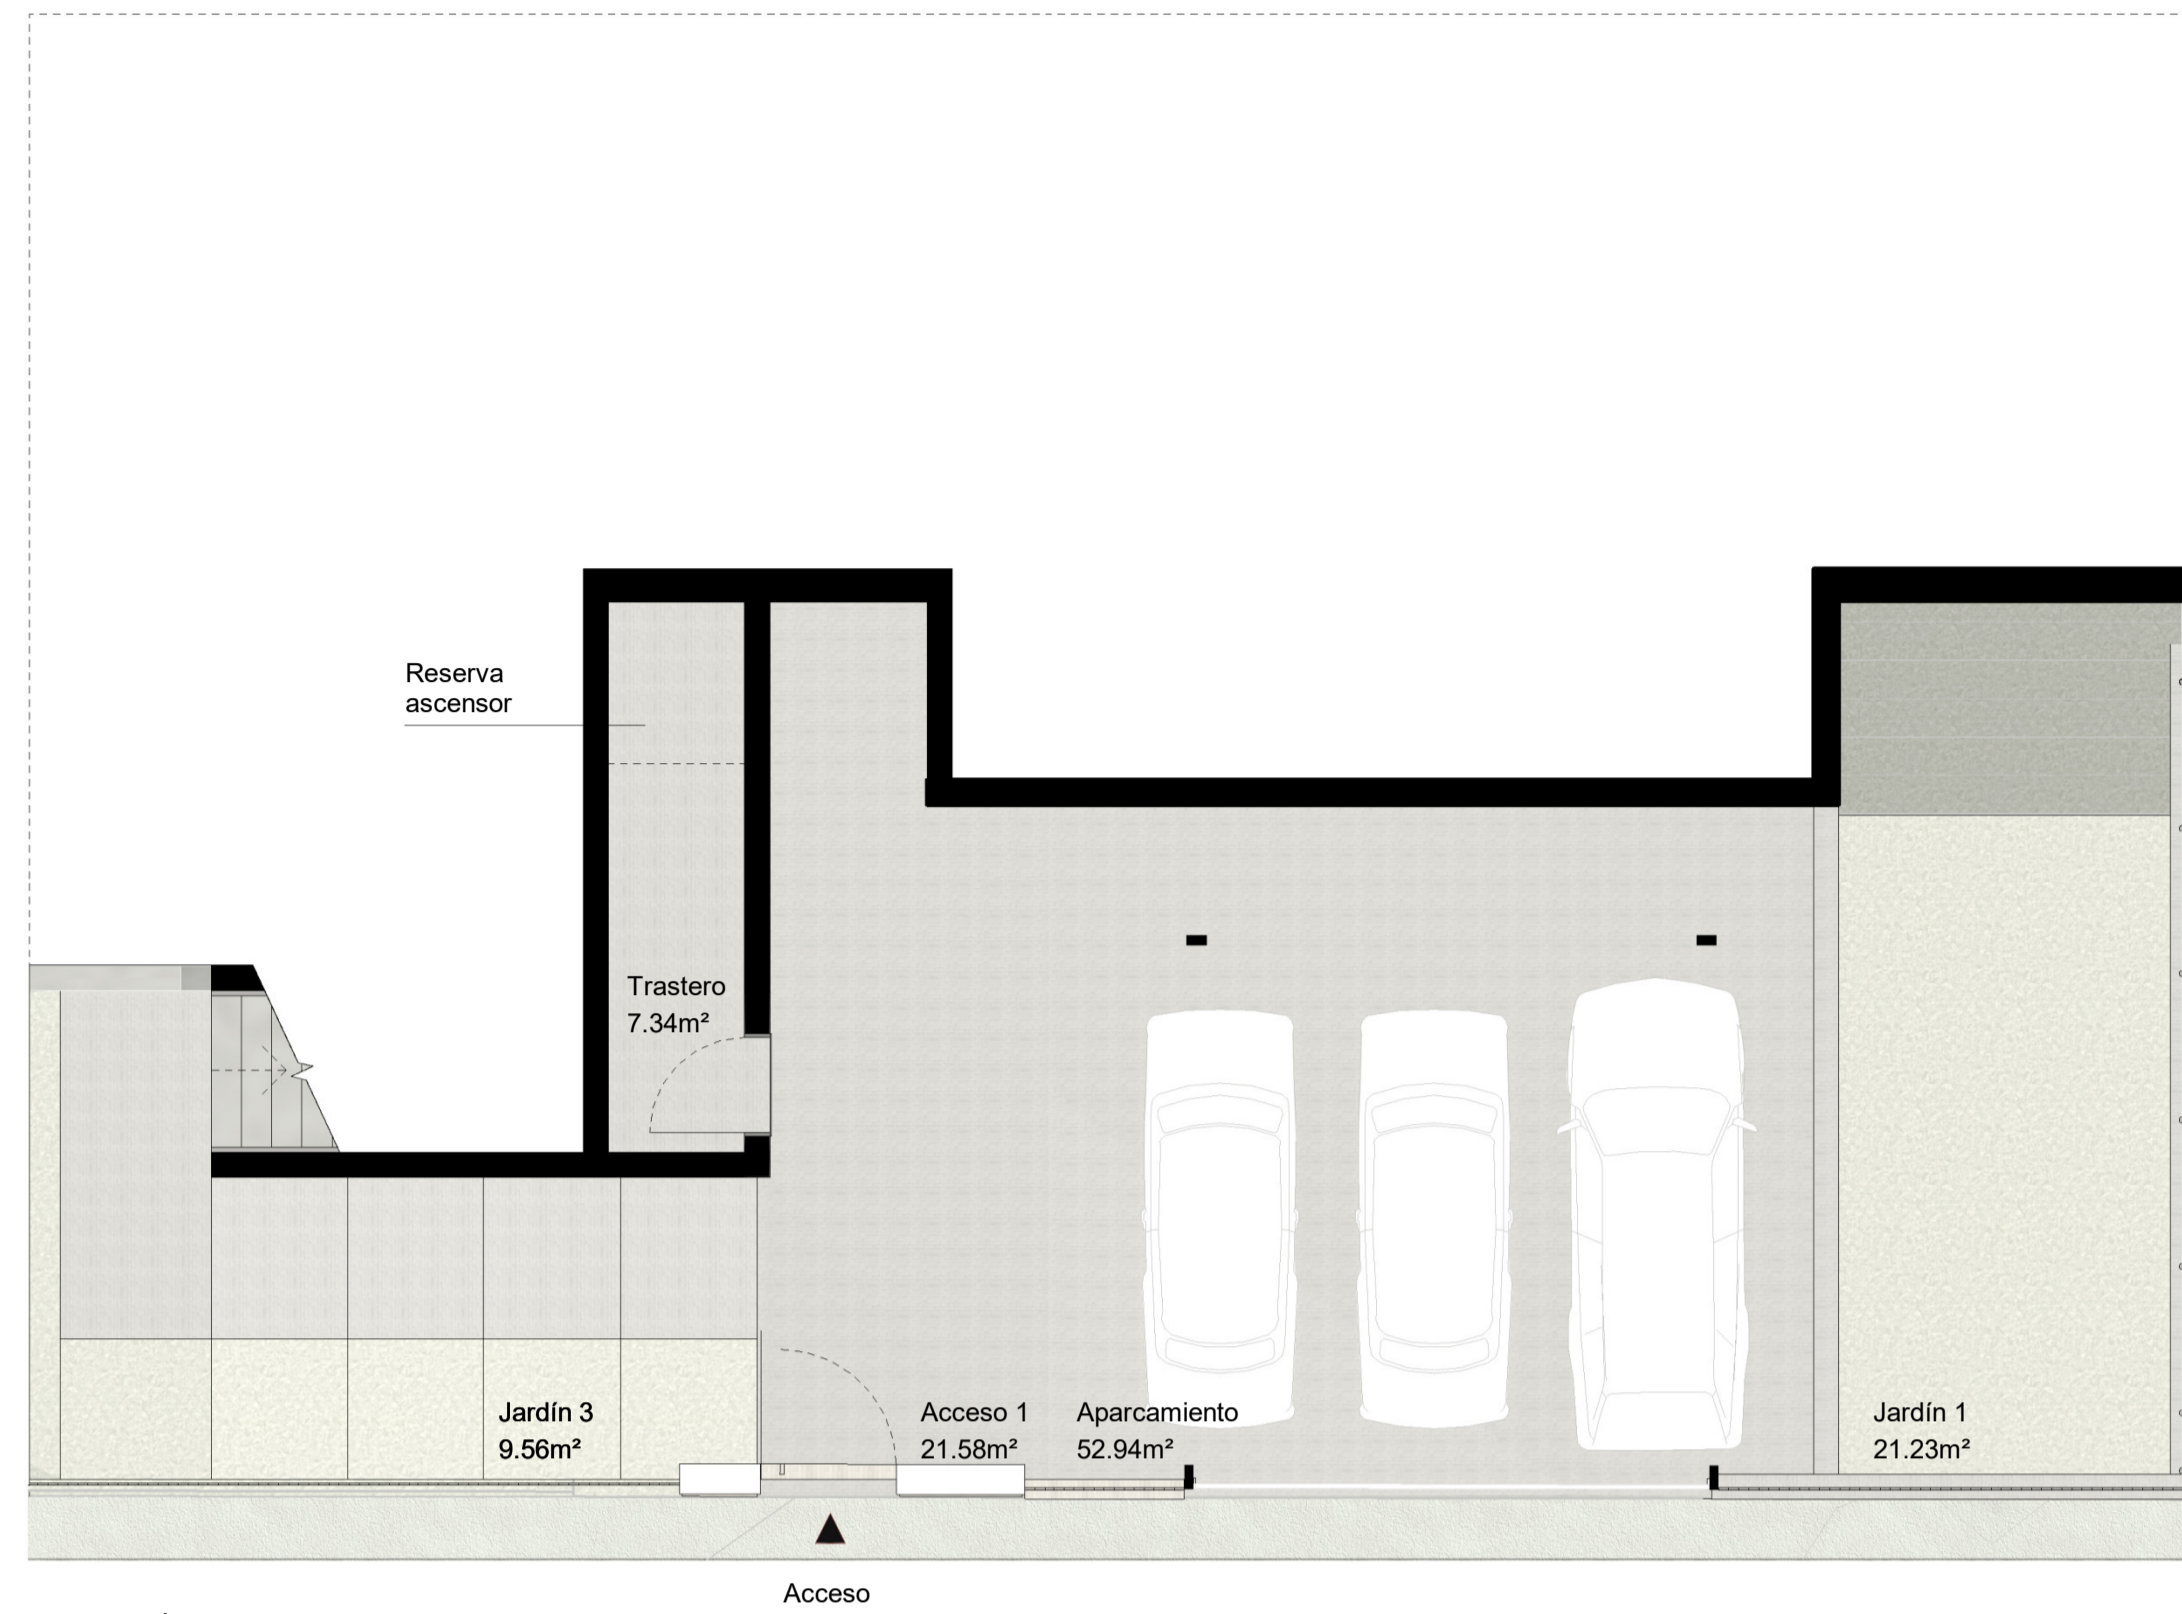 Reserva
ascensor
Trastero
7.34m²
Jardín 3
9.56m²
Acceso 1
21.58m²
Aparcamiento
52.94m²
Jardín 1
21.23m²
Acceso